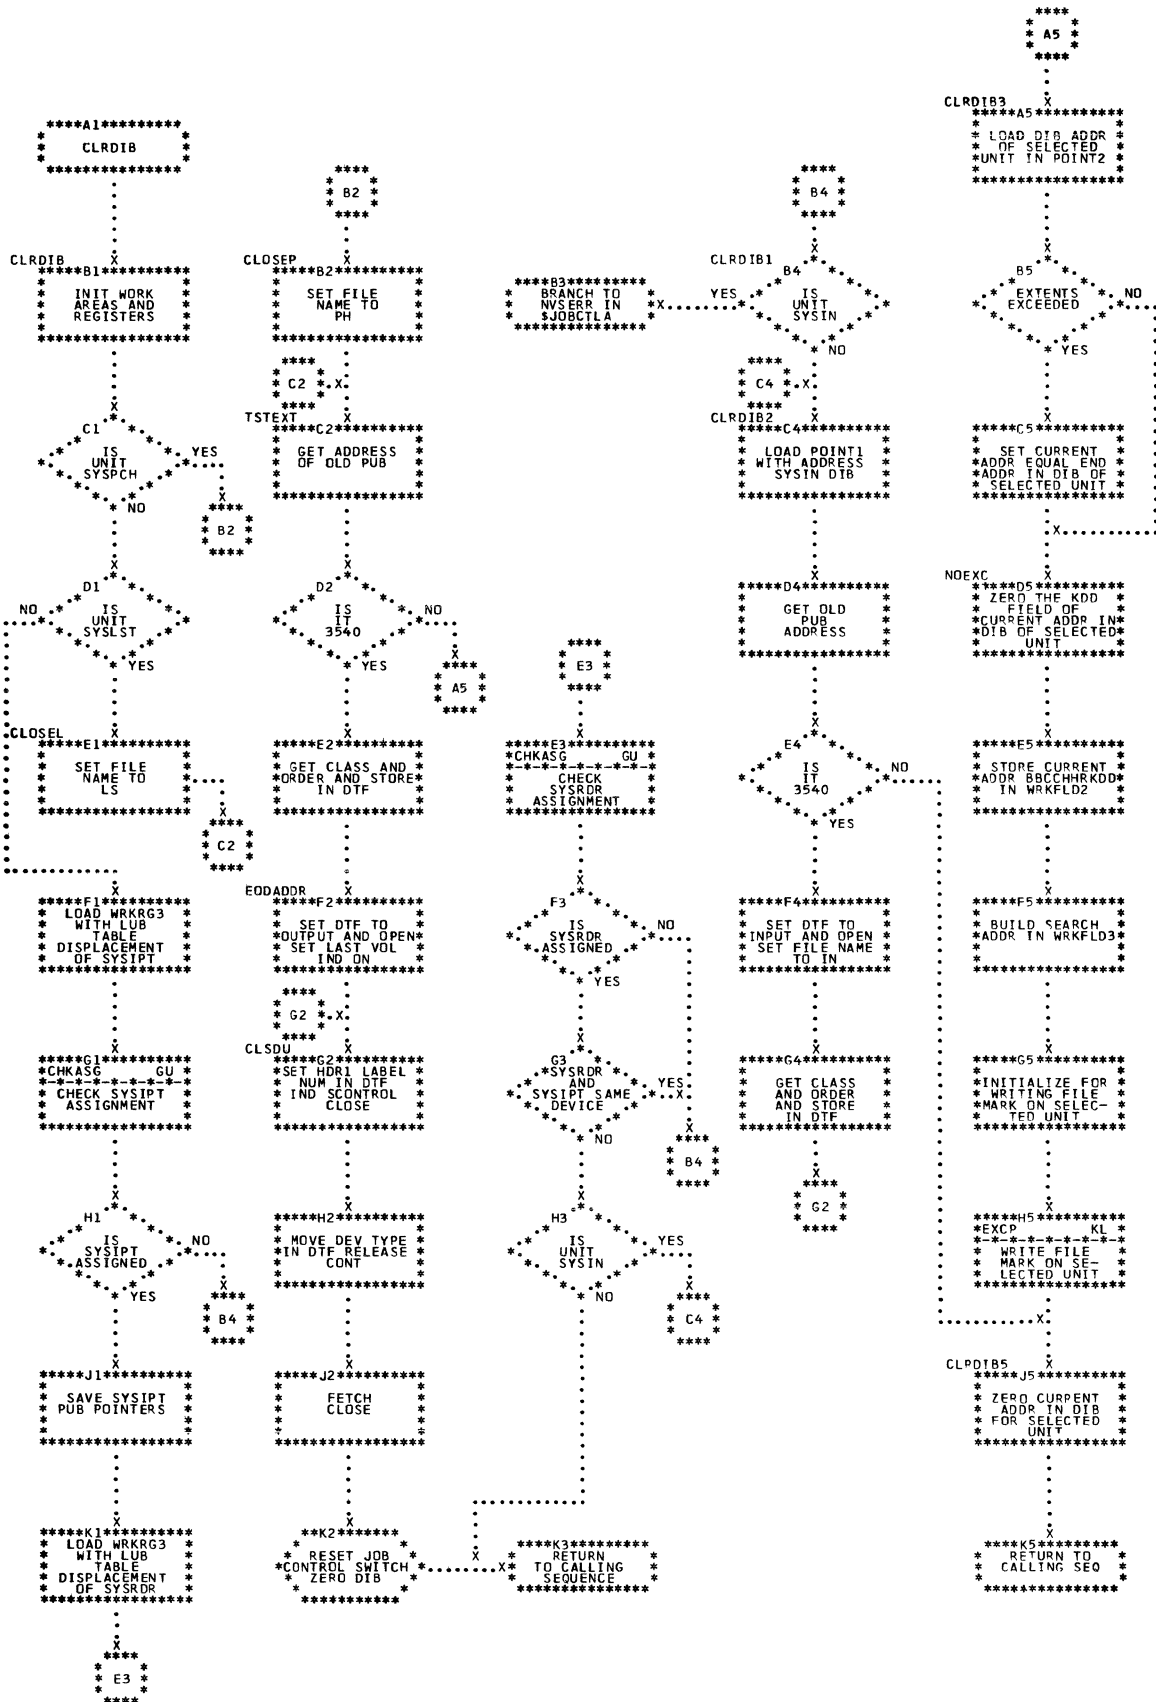 A1
CLRDIB
CLRDIB
B1
INIT WORK
AREAS AND
REGISTERS
C1
IS
UNIT
SYSPCH
YES
NO
B2
D1
IS
UNIT
SYSLST
NO
YES
CLOSEL
E1
SET FILE
NAME TO
LS
C2
F1
LOAD WRKRG3
WITH LUB
TABLE
DISPLACEMENT
OF SYSIPT
G1
CHKASG GU
CHECK SYSIPT
ASSIGNMENT
H1
IS
SYSIPT
ASSIGNED
NO
YES
B4
J1
SAVE SYSIPT
PUB POINTERS
K1
LOAD WRKRG3
WITH LUB
TABLE
DISPLACEMENT
OF SYSRDR
E3
B2
CLOSEP
B2
SET FILE
NAME TO
PH
C2
TSTEXT
C2
GET ADDRESS
OF OLD PUB
D2
IS
IT
3540
NO
YES
A5
E2
GET CLASS AND
ORDER AND STORE
IN DTF
EODADDR
F2
SET DTF TO
OUTPUT AND OPEN
SET LAST VOL
IND ON
G2
CLSDU
G2
SET HDR1 LABEL
NUM IN DTF
IND SCONTROL
CLOSE
H2
MOVE DEV TYPE
IN DTF RELEASE
CONT
J2
FETCH
CLOSE
K2
RESET JOB
CONTROL SWITCH
ZERO DIB
B3
BRANCH TO
NVSERR IN
$JOBCTLA
E3
E3
CHKASG GU
CHECK
SYSRDR
ASSIGNMENT
F3
IS
SYSRDR
ASSIGNED
NO
YES
G3
SYSRDR
AND
SYSIPT SAME
DEVICE
YES
NO
B4
H3
IS
UNIT
SYSIN
YES
NO
C4
K3
RETURN
TO CALLING
SEQUENCE
B4
CLRDIB1
B4
IS
UNIT
SYSIN
YES
NO
C4
CLRDIB2
C4
LOAD POINT1
WITH ADDRESS
SYSIN DIB
D4
GET OLD
PUB
ADDRESS
E4
IS
IT
3540
NO
YES
F4
SET DTF TO
INPUT AND OPEN
SET FILE NAME
TO IN
G4
GET CLASS
AND ORDER
AND STORE
IN DTF
G2
A5
CLRDIB3
A5
LOAD DIB ADDR
OF SELECTED
UNIT IN POINT2
B5
EXTENTS
EXCEEDED
NO
YES
C5
SET CURRENT
ADDR EQUAL END
ADDR IN DIB OF
SELECTED UNIT
NOEXC
D5
ZERO THE KDD
FIELD OF
CURRENT ADDR IN
DIB OF SELECTED
UNIT
E5
STORE CURRENT
ADDR BBCCHHRKDD
IN WRKFLD2
F5
BUILD SEARCH
ADDR IN WRKFLD3
G5
INITIALIZE FOR
WRITING FILE
MARK ON SELEC-
TED UNIT
H5
EXCP KL
WRITE FILE
MARK ON SE-
LECTED UNIT
CLRDIB5
J5
ZERO CURRENT
ADDR IN DIB
FOR SELECTED
UNIT
K5
RETURN TO
CALLING SEQ